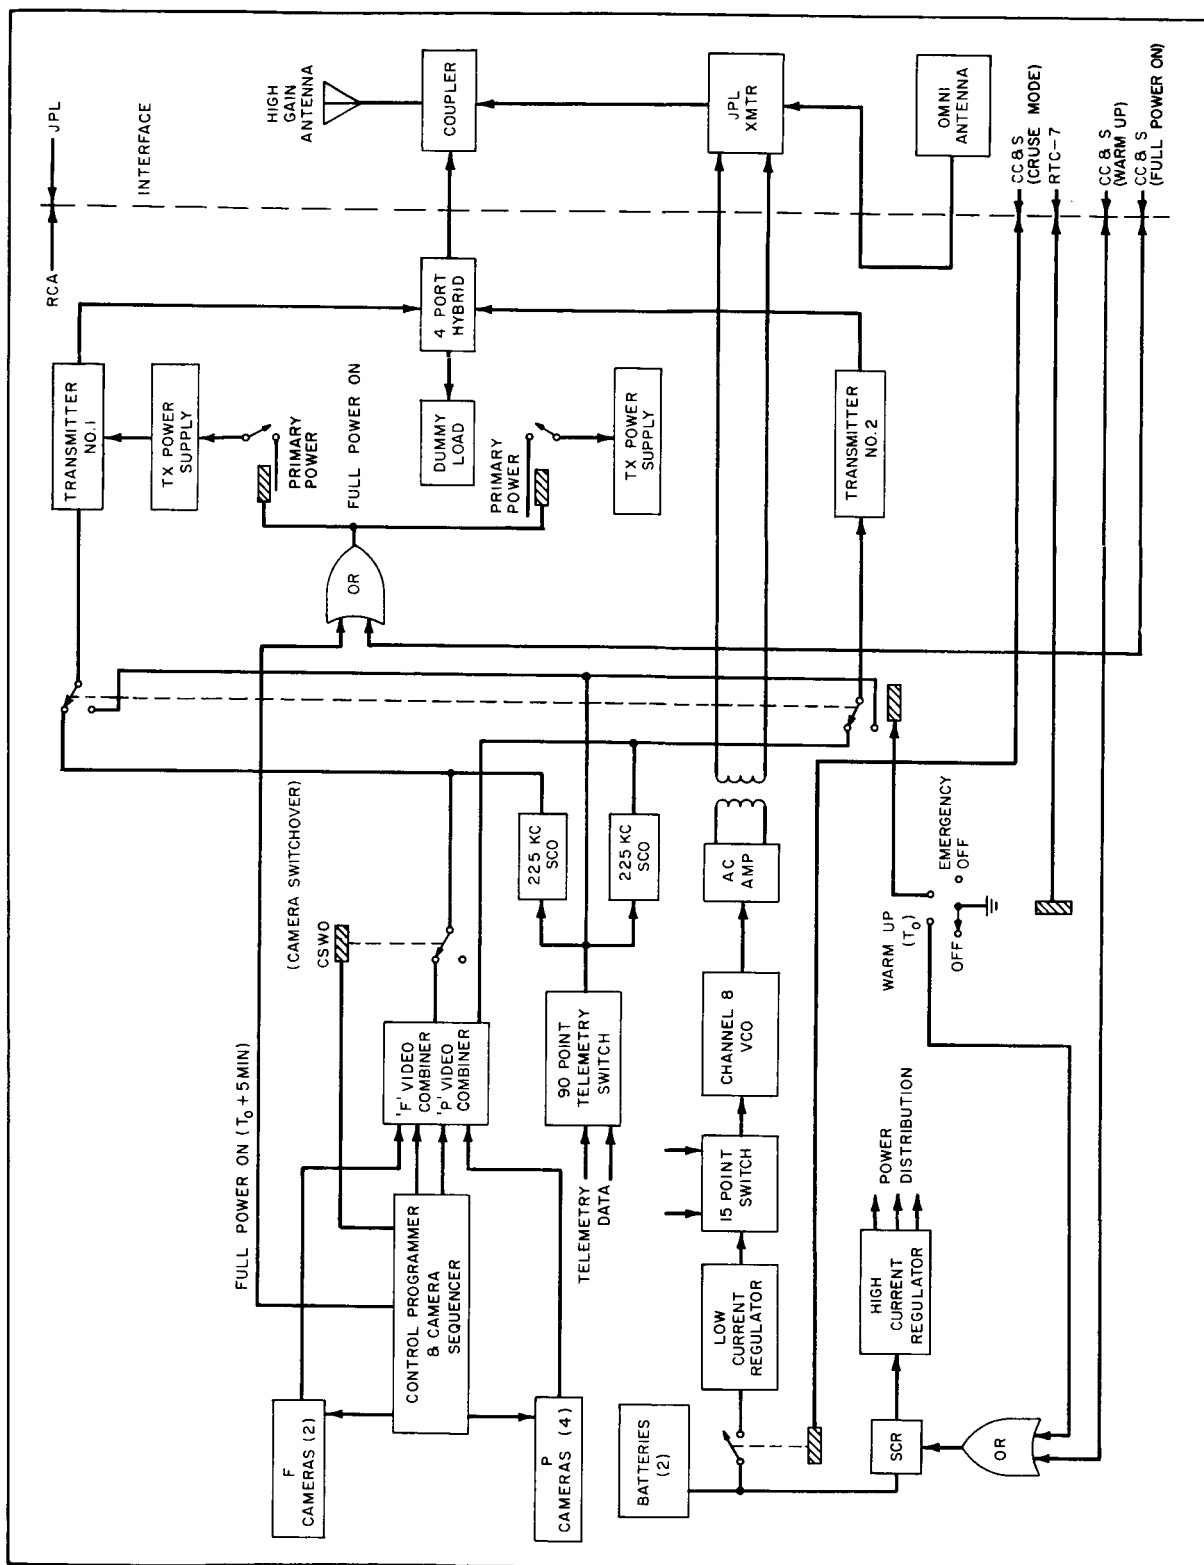 RCA
JPL
INTERFACE
HIGH
GAIN
ANTENNA
COUPLER
JPL
XMTR
OMNI
ANTENNA
CC & S
(CRUSE MODE)
RTC-7
CC & S
(WARM UP)
CC & S
(FULL POWER ON)
TRANSMITTER
NO. 1
TX POWER
SUPPLY
PRIMARY
POWER
FULL POWER ON
4 PORT
HYBRID
DUMMY
LOAD
PRIMARY
POWER
TX POWER
SUPPLY
TRANSMITTER
NO. 2
OR
FULL POWER ON (T₀ + 5 MIN)
(CAMERA SWITCHOVER)
CSWO
225 KC
SCO
225 KC
SCO
AC
AMP
EMERGENCY
OFF
WARM UP
(T₀)
OFF
'F' VIDEO
COMBINER
'P' VIDEO
COMBINER
90 POINT
TELEMETRY
SWITCH
TELEMETRY
DATA
CHANNEL 8
VCO
15 POINT
SWITCH
LOW
CURRENT
REGULATOR
POWER
DISTRIBUTION
HIGH
CURRENT
REGULATOR
CONTROL PROGRAMMER
& CAMERA
SEQUENCER
F
CAMERAS (2)
P
CAMERAS (4)
BATTERIES
(2)
SCR
OR